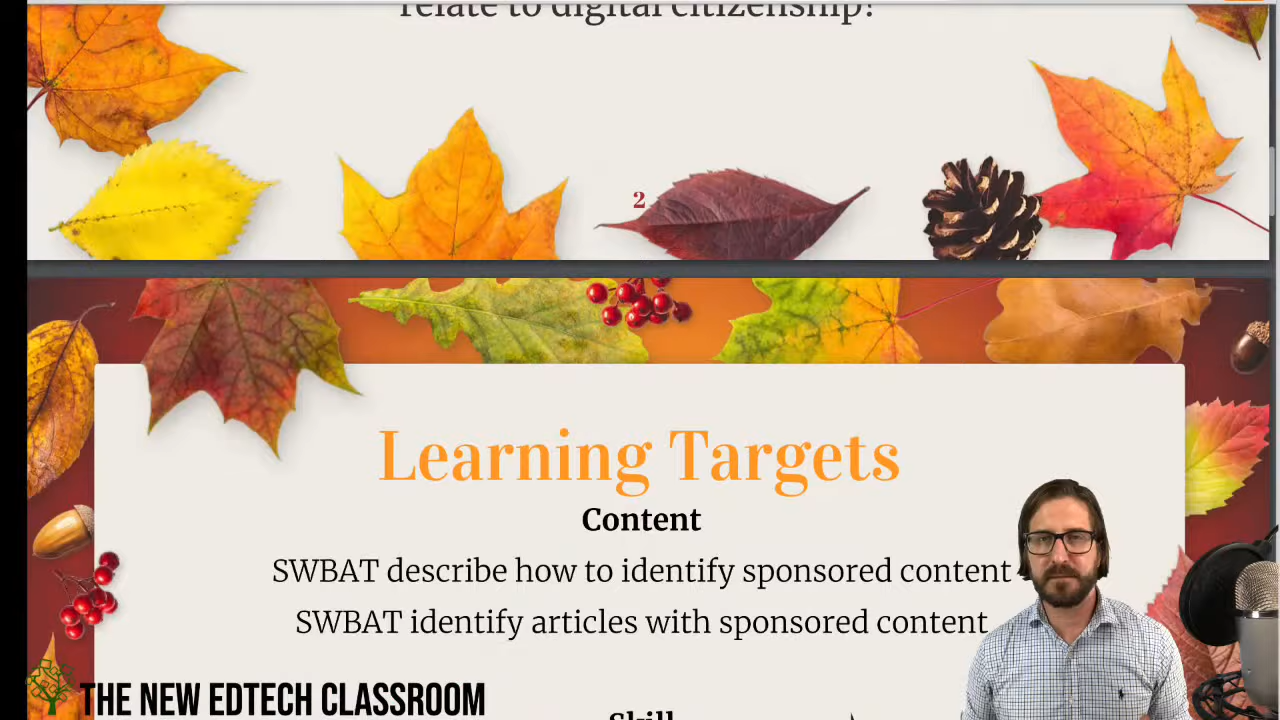 relate to digital citizenship?
2
Learning Targets
Content
SWBAT describe how to identify sponsored content
SWBAT identify articles with sponsored content
Skill
THE NEW EDTECH CLASSROOM